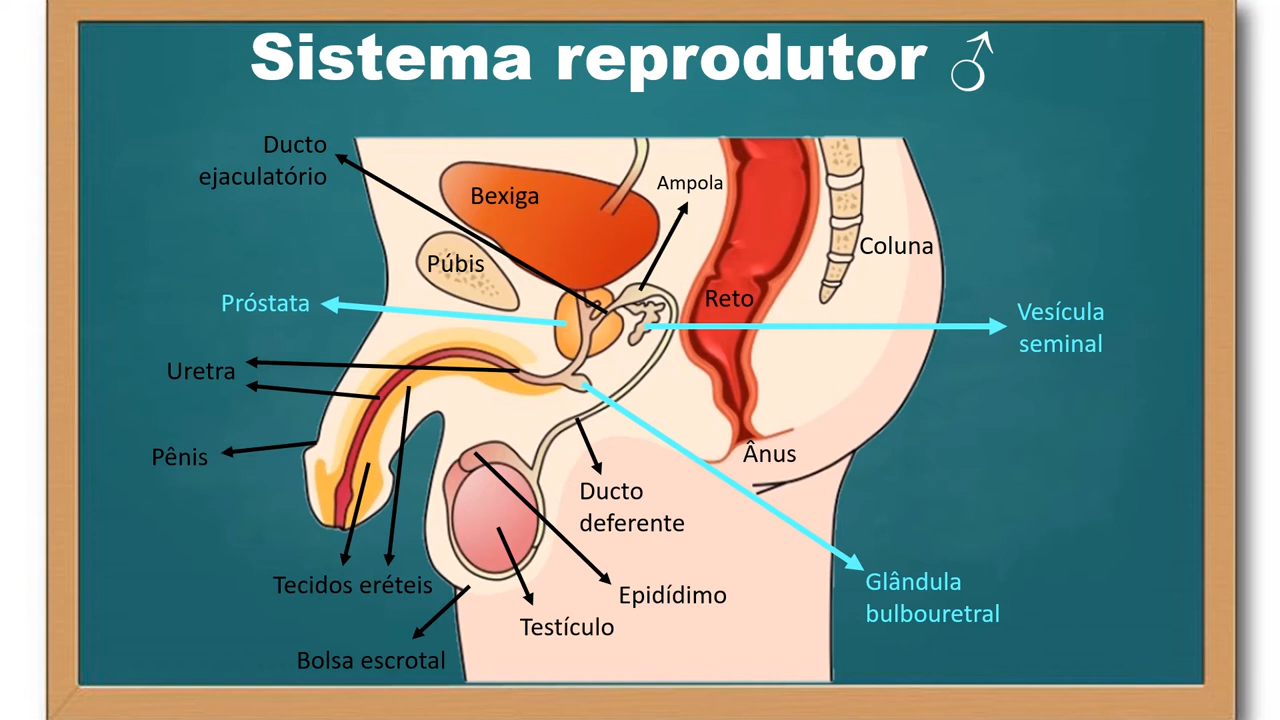 Sistema reprodutor ♂
Ducto
ejaculatório
Bexiga
Ampola
Púbis
Coluna
Próstata
Reto
Vesícula
seminal
Uretra
Pênis
Ânus
Ducto
deferente
Tecidos eréteis
Epidídimo
Glândula
bulbouretral
Testículo
Bolsa escrotal